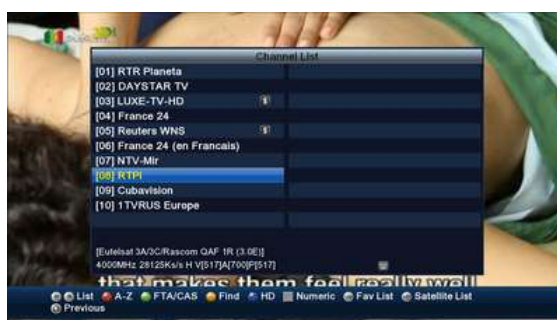 Channel List
[01] RTR Planeta
[02] DAYSTAR TV
[03] LUXE-TV-HD
[04] France 24
[05] Reuters WNS
[06] France 24 (en Francais)
[07] NTV-Mir
[08] RTPi
[09] Cubavision
[10] 1TVRUS Europe
[Eutelsat 3A/3C/Rascom QAF 1R (3.0E)]
4000MHz 28125Ks/s H V[517]A[700]P[517]
that makes them feel really well
List A-Z FTA/CAS Find HD Numeric Fav List Satellite List
Previous